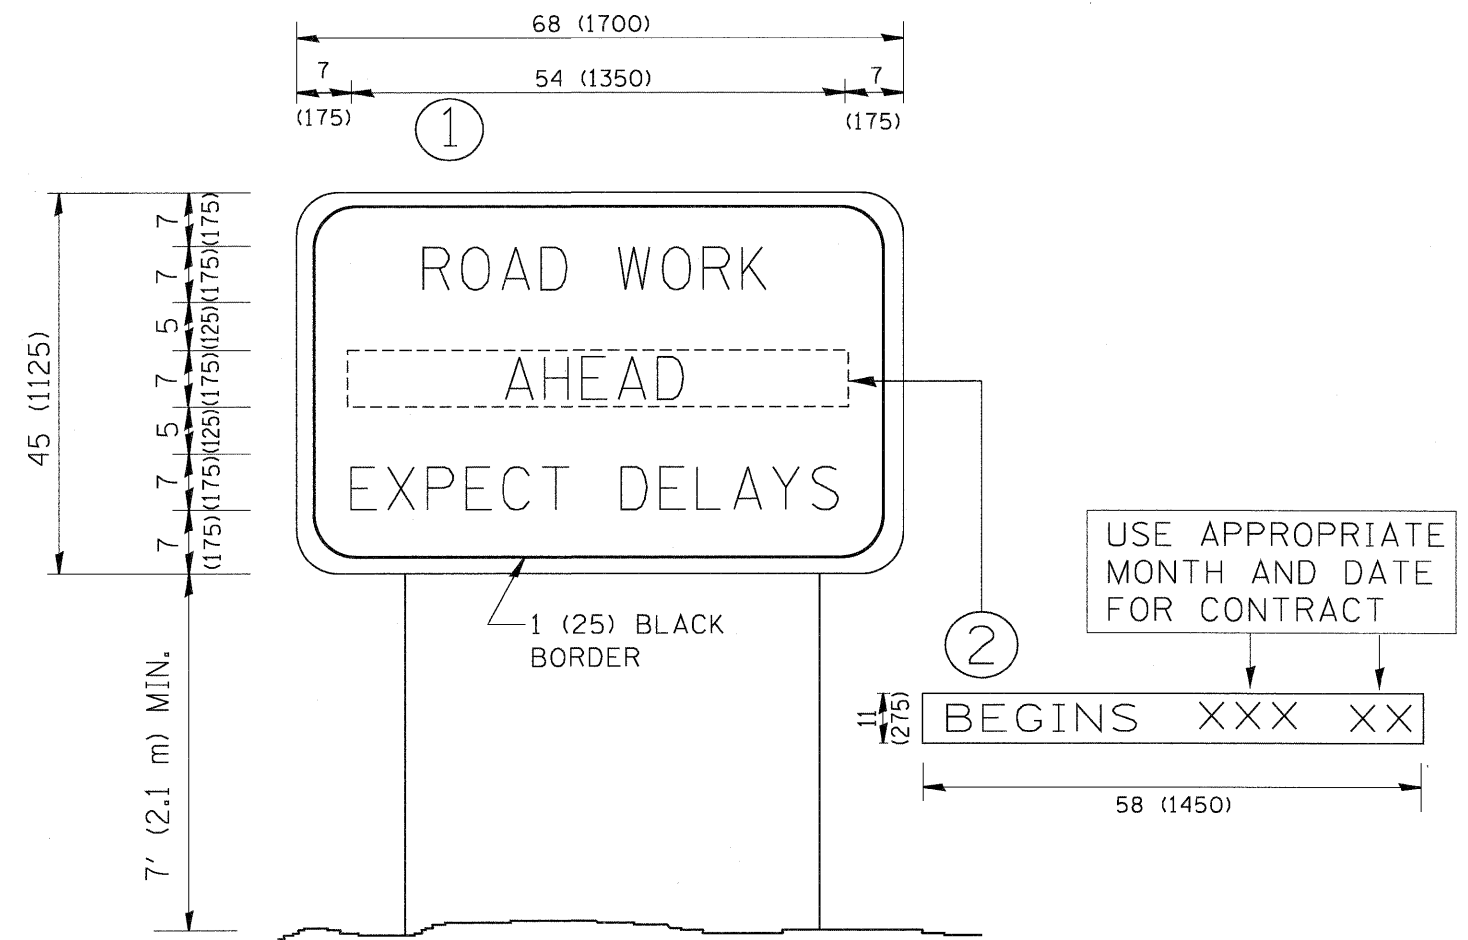 68 (1700)
7
54 (1350)
7
(175)
(175)
1
45 (1125)
7 (175)
7 (175)
5 (125)
7 (175)
5 (125)
7 (175)
7 (175)
ROAD WORK
AHEAD
EXPECT DELAYS
1 (25) BLACK
BORDER
7' (2.1 m) MIN.
2
USE APPROPRIATE
MONTH AND DATE
FOR CONTRACT
11
(275)
BEGINS XXX XX
58 (1450)